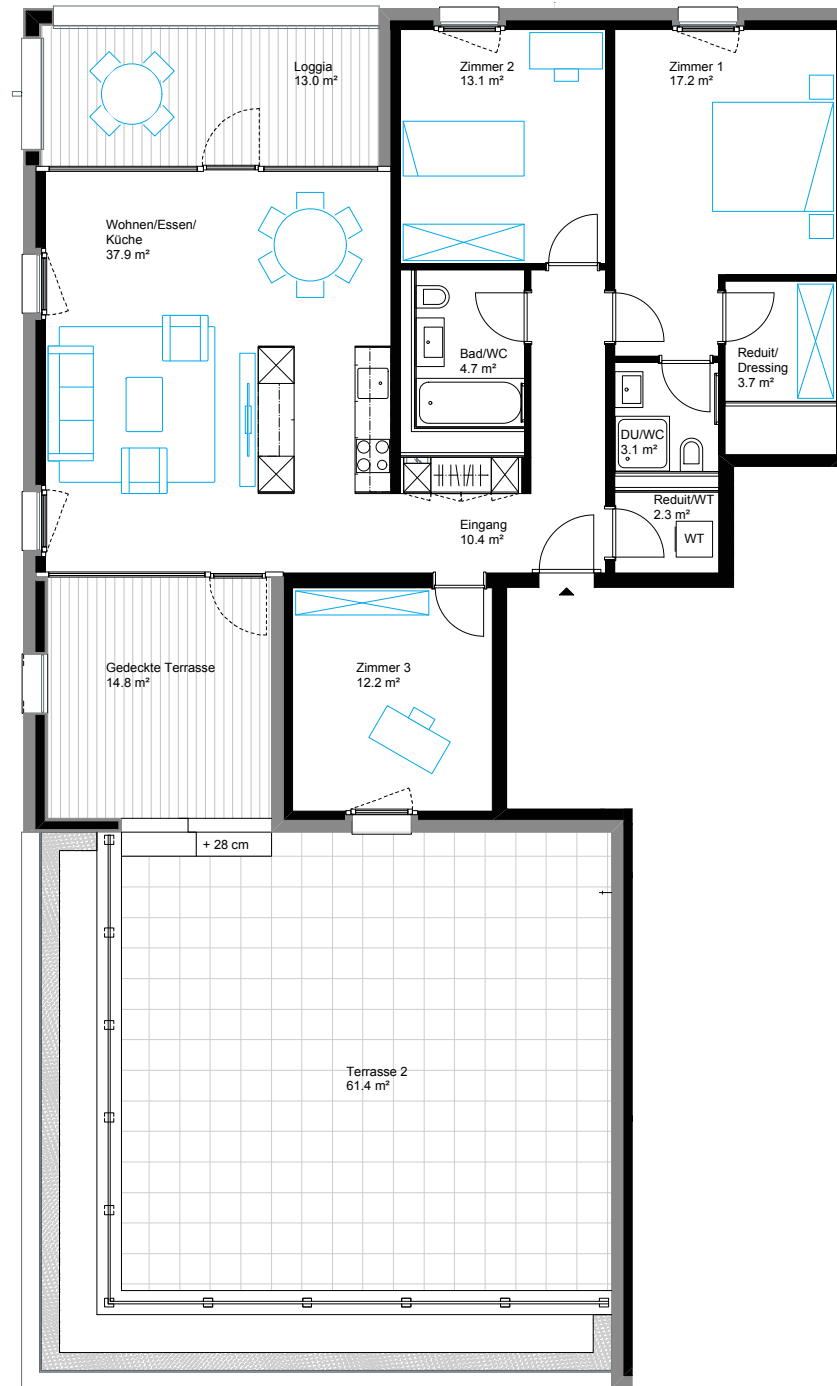 Loggia
13.0 m²
Zimmer 2
13.1 m²
Zimmer 1
17.2 m²
Wohnen/Essen/
Küche
37.9 m²
Bad/WC
4.7 m²
Reduit/
Dressing
3.7 m²
DU/WC
3.1 m²
Reduit/WT
2.3 m²
WT
Eingang
10.4 m²
Gedeckte Terrasse
14.8 m²
Zimmer 3
12.2 m²
+ 28 cm
Terrasse 2
61.4 m²